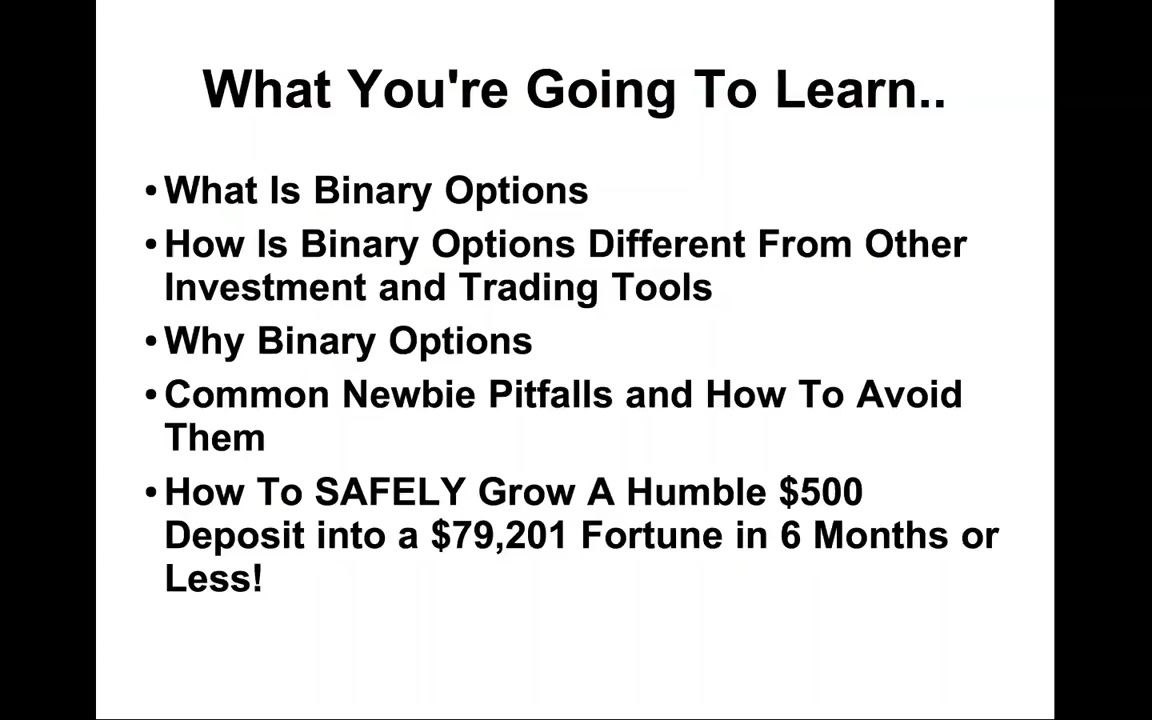 What You're Going To Learn..
• What Is Binary Options
• How Is Binary Options Different From Other
Investment and Trading Tools
• Why Binary Options
• Common Newbie Pitfalls and How To Avoid
Them
• How To SAFELY Grow A Humble $500
Deposit into a $79,201 Fortune in 6 Months or
Less!